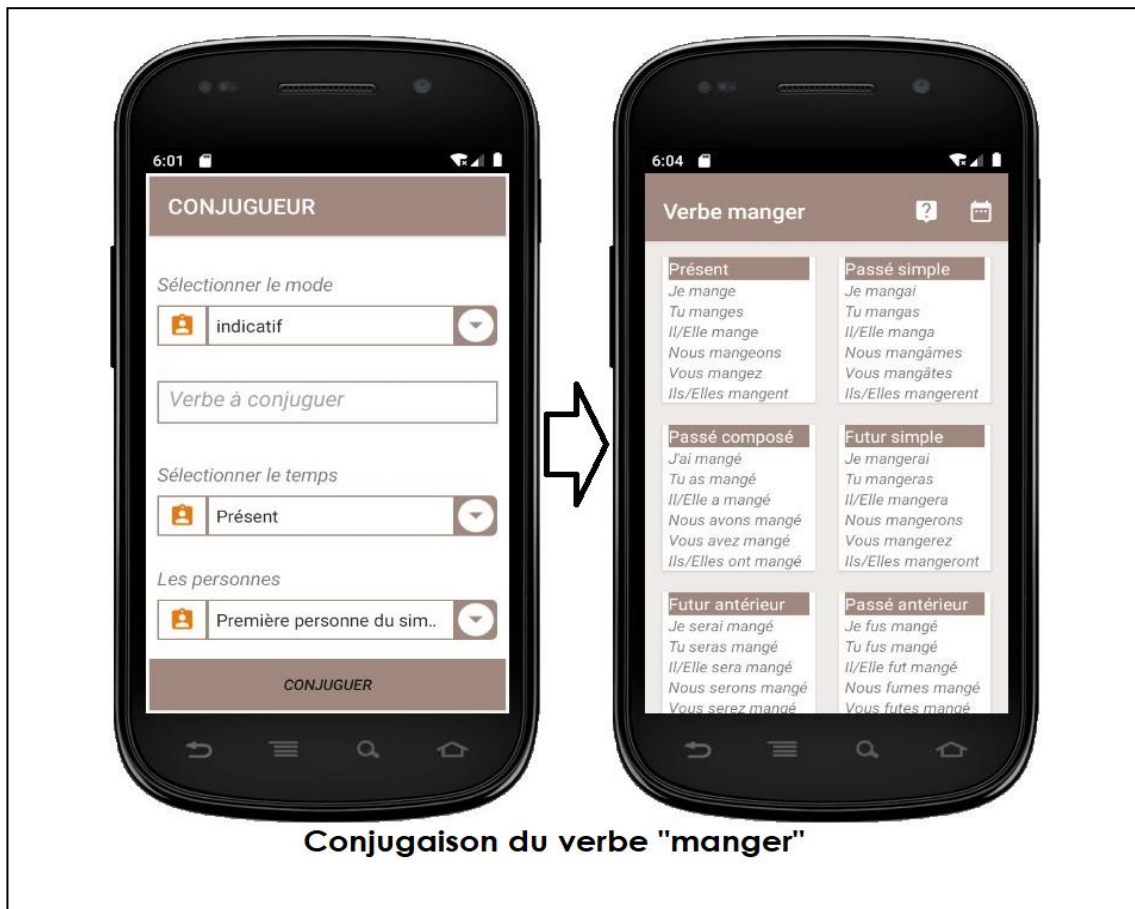 6:01
CONJUGUEUR
Sélectionner le mode
indicatif
Verbe à conjuguer
Sélectionner le temps
Présent
Les personnes
Première personne du sim..
CONJUGUER
6:04
Verbe manger
Présent
Je mange
Tu manges
Il/Elle mange
Nous mangeons
Vous mangez
Ils/Elles mangent
Passé simple
Je mangai
Tu mangas
Il/Elle manga
Nous mangâmes
Vous mangâtes
Ils/Elles mangerent
Passé composé
J'ai mangé
Tu as mangé
Il/Elle a mangé
Nous avons mangé
Vous avez mangé
Ils/Elles ont mangé
Futur simple
Je mangerai
Tu mangeras
Il/Elle mangera
Nous mangerons
Vous mangerez
Ils/Elles mangeront
Futur antérieur
Je serai mangé
Tu seras mangé
Il/Elle sera mangé
Nous serons mangé
Vous serez mangé
Passé antérieur
Je fus mangé
Tu fus mangé
Il/Elle fut mangé
Nous fumes mangé
Vous futes mangé
Conjugaison du verbe "manger"